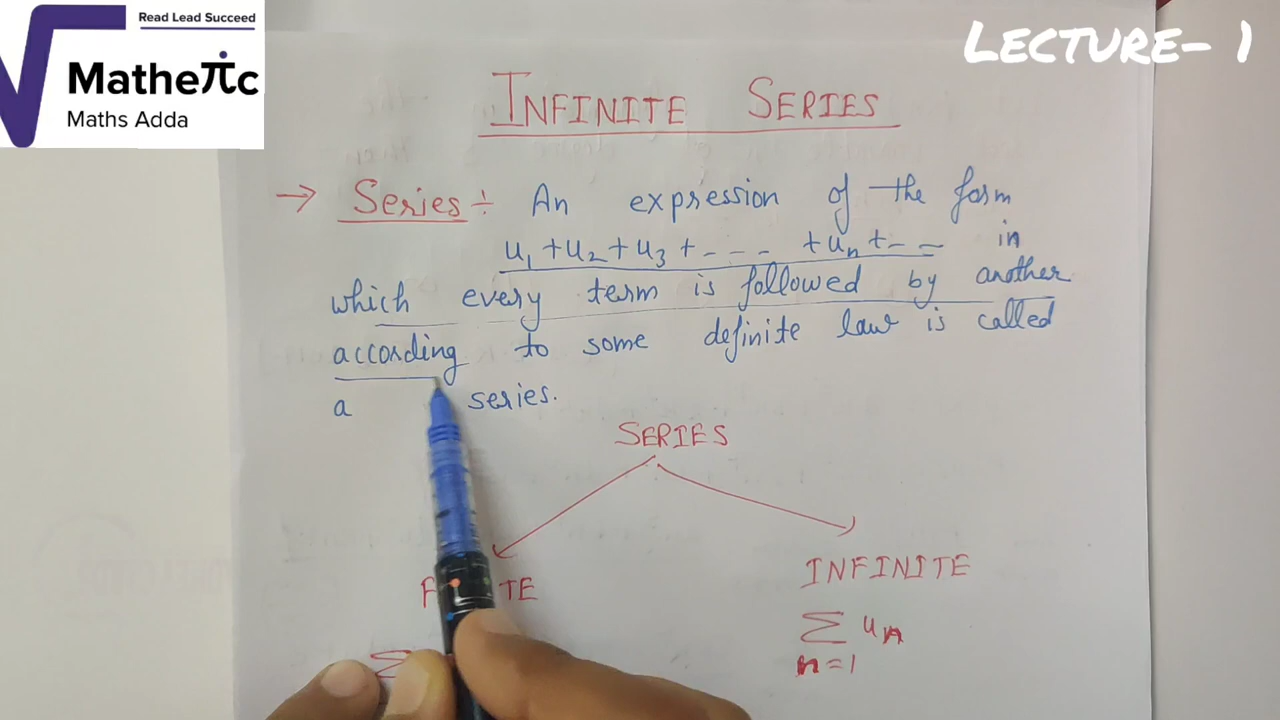 Read Lead Succeed
Matheπc
Maths Adda
LECTURE- 1
INFINITE SERIES
→ Series ÷ An expression of the form
u₁ + u₂ + u₃ + - - - - + uₙ + - - in
which every term is followed by another
according to some definite law is called
a series.
SERIES
INFINITE
∑ uₙ
n=1